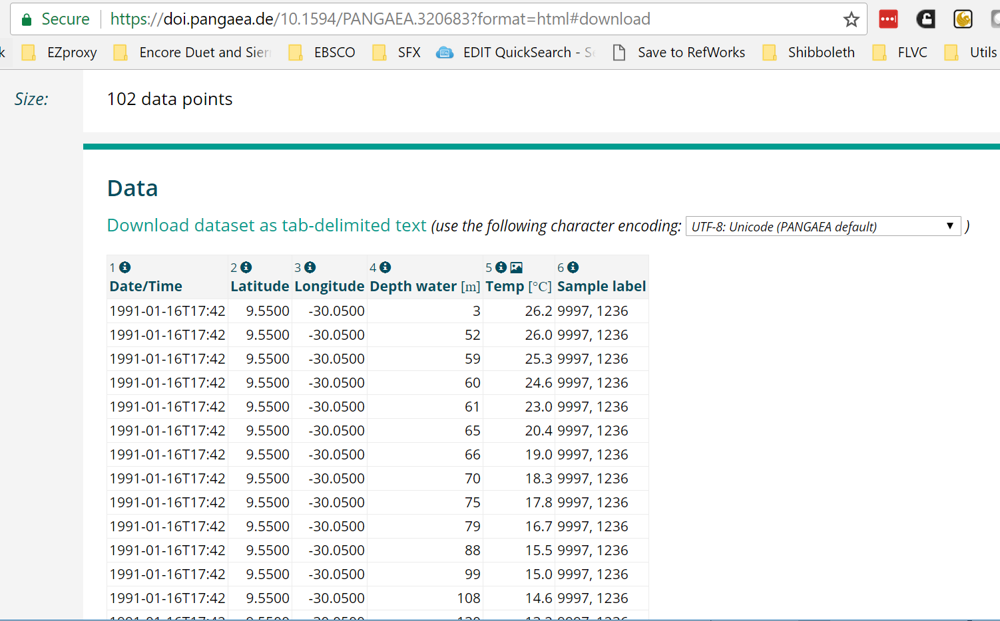 Secure https://doi.pangaea.de/10.1594/PANGAEA.320683?format=html#download
k EZproxy Encore Duet and Sier EBSCO SFX EDIT QuickSearch - S Save to RefWorks Shibboleth FLVC Utils
Size: 102 data points
Data
Download dataset as tab-delimited text (use the following character encoding: UTF-8: Unicode (PANGAEA default) )
1 2 3 4 5 6
Date/Time Latitude Longitude Depth water [m] Temp [°C] Sample label
1991-01-16T17:42 9.5500 -30.0500 3 26.2 9997, 1236
1991-01-16T17:42 9.5500 -30.0500 52 26.0 9997, 1236
1991-01-16T17:42 9.5500 -30.0500 59 25.3 9997, 1236
1991-01-16T17:42 9.5500 -30.0500 60 24.6 9997, 1236
1991-01-16T17:42 9.5500 -30.0500 61 23.0 9997, 1236
1991-01-16T17:42 9.5500 -30.0500 65 20.4 9997, 1236
1991-01-16T17:42 9.5500 -30.0500 66 19.0 9997, 1236
1991-01-16T17:42 9.5500 -30.0500 70 18.3 9997, 1236
1991-01-16T17:42 9.5500 -30.0500 75 17.8 9997, 1236
1991-01-16T17:42 9.5500 -30.0500 79 16.7 9997, 1236
1991-01-16T17:42 9.5500 -30.0500 88 15.5 9997, 1236
1991-01-16T17:42 9.5500 -30.0500 99 15.0 9997, 1236
1991-01-16T17:42 9.5500 -30.0500 108 14.6 9997, 1236